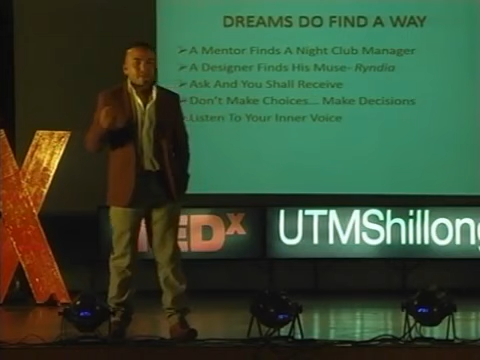 DREAMS DO FIND A WAY
➢A Mentor Finds A Night Club Manager
➢A Designer Finds His Muse- Ryndia
➢Ask And You Shall Receive
➢Don't Make Choices... Make Decisions
➢Listen To Your Inner Voice
X
TEDx
UTMShillong